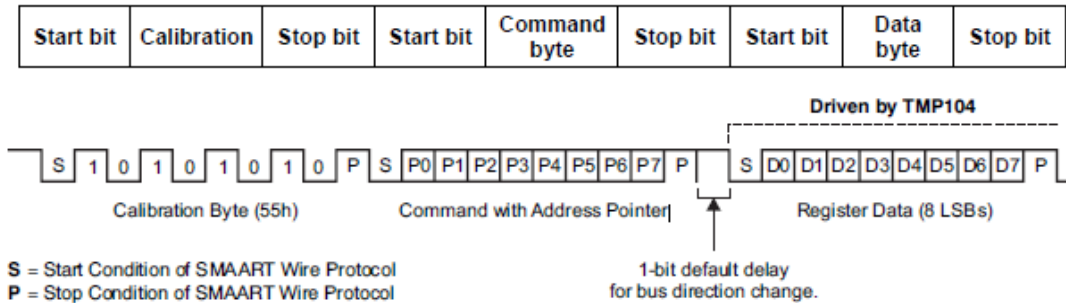 Start bit Calibration Stop bit Start bit Command byte Stop bit Start bit Data byte Stop bit
Driven by TMP104
S 1 0 1 0 1 0 1 0 P S P0 P1 P2 P3 P4 P5 P6 P7 P S D0 D1 D2 D3 D4 D5 D6 D7 P
Calibration Byte (55h) Command with Address Pointer Register Data (8 LSBs)
S = Start Condition of SMAART Wire Protocol
P = Stop Condition of SMAART Wire Protocol
1-bit default delay
for bus direction change.